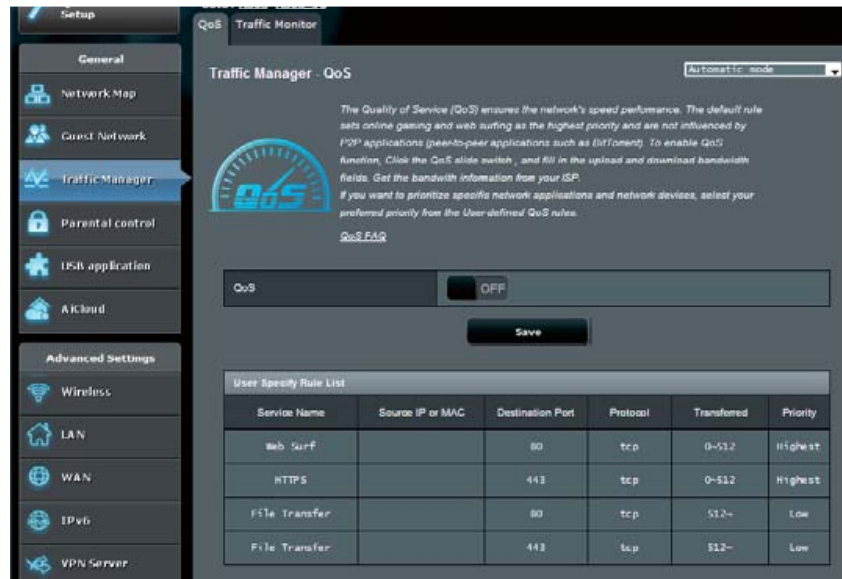 Setup
QoS Traffic Monitor
General
Network Map
Guest Network
Traffic Manager
Parental control
USB application
AiCloud
Advanced Settings
Wireless
LAN
WAN
IPv6
VPN Server
Traffic Manager - QoS
Automatic mode
The Quality of Service (QoS) ensures the network's speed performance. The default rule
sets online gaming and web surfing as the highest priority and are not influenced by
P2P applications (peer-to-peer applications such as BitTorrent). To enable QoS
function, Click the QoS slide switch , and fill in the upload and download bandwidth
fields. Get the bandwith information from your ISP.
If you want to prioritize specific network applications and network devices, select your
preferred priority from the User-defined QoS rules.
QoS FAQ
QoS
QoS OFF
Save
User Specify Rule List
Service Name Source IP or MAC Destination Port Protocol Transferred Priority
Web Surf 80 tcp 0~512 Highest
HTTPS 443 tcp 0~512 Highest
File Transfer 80 tcp 512~ Low
File Transfer 443 tcp 512~ Low